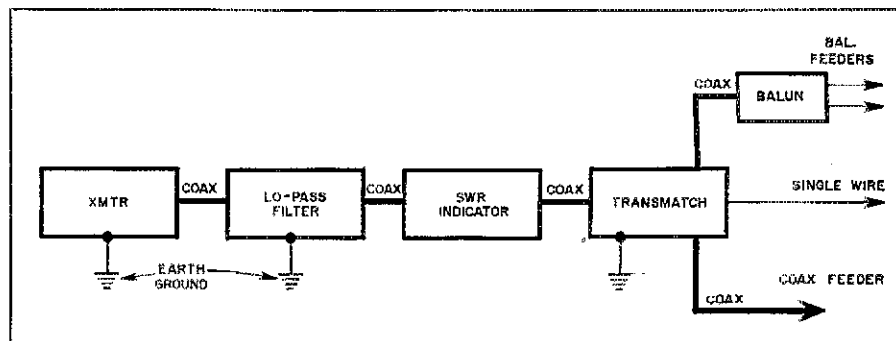 BAL.
FEEDERS
COAX
BALUN
COAX
COAX
COAX
XMTR
LO-PASS
FILTER
SWR
INDICATOR
TRANSMATCH
SINGLE WIRE
EARTH
GROUND
COAX FEEDER
COAX